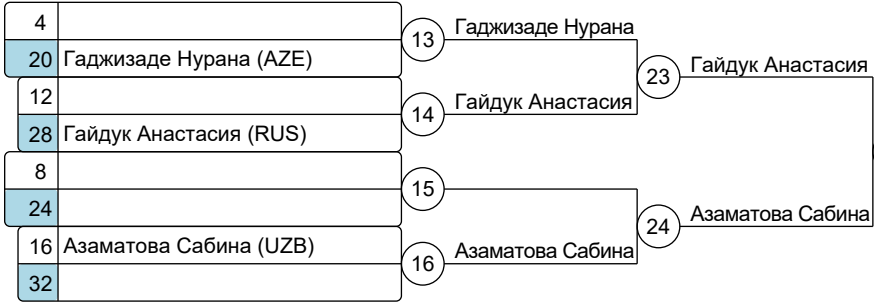 4
20 Гаджизаде Нурана (AZE)
12
28 Гайдук Анастасия (RUS)
8
24
16 Азаматова Сабина (UZB)
32
13 Гаджизаде Нурана
14 Гайдук Анастасия
15
16 Азаматова Сабина
23 Гайдук Анастасия
24 Азаматова Сабина